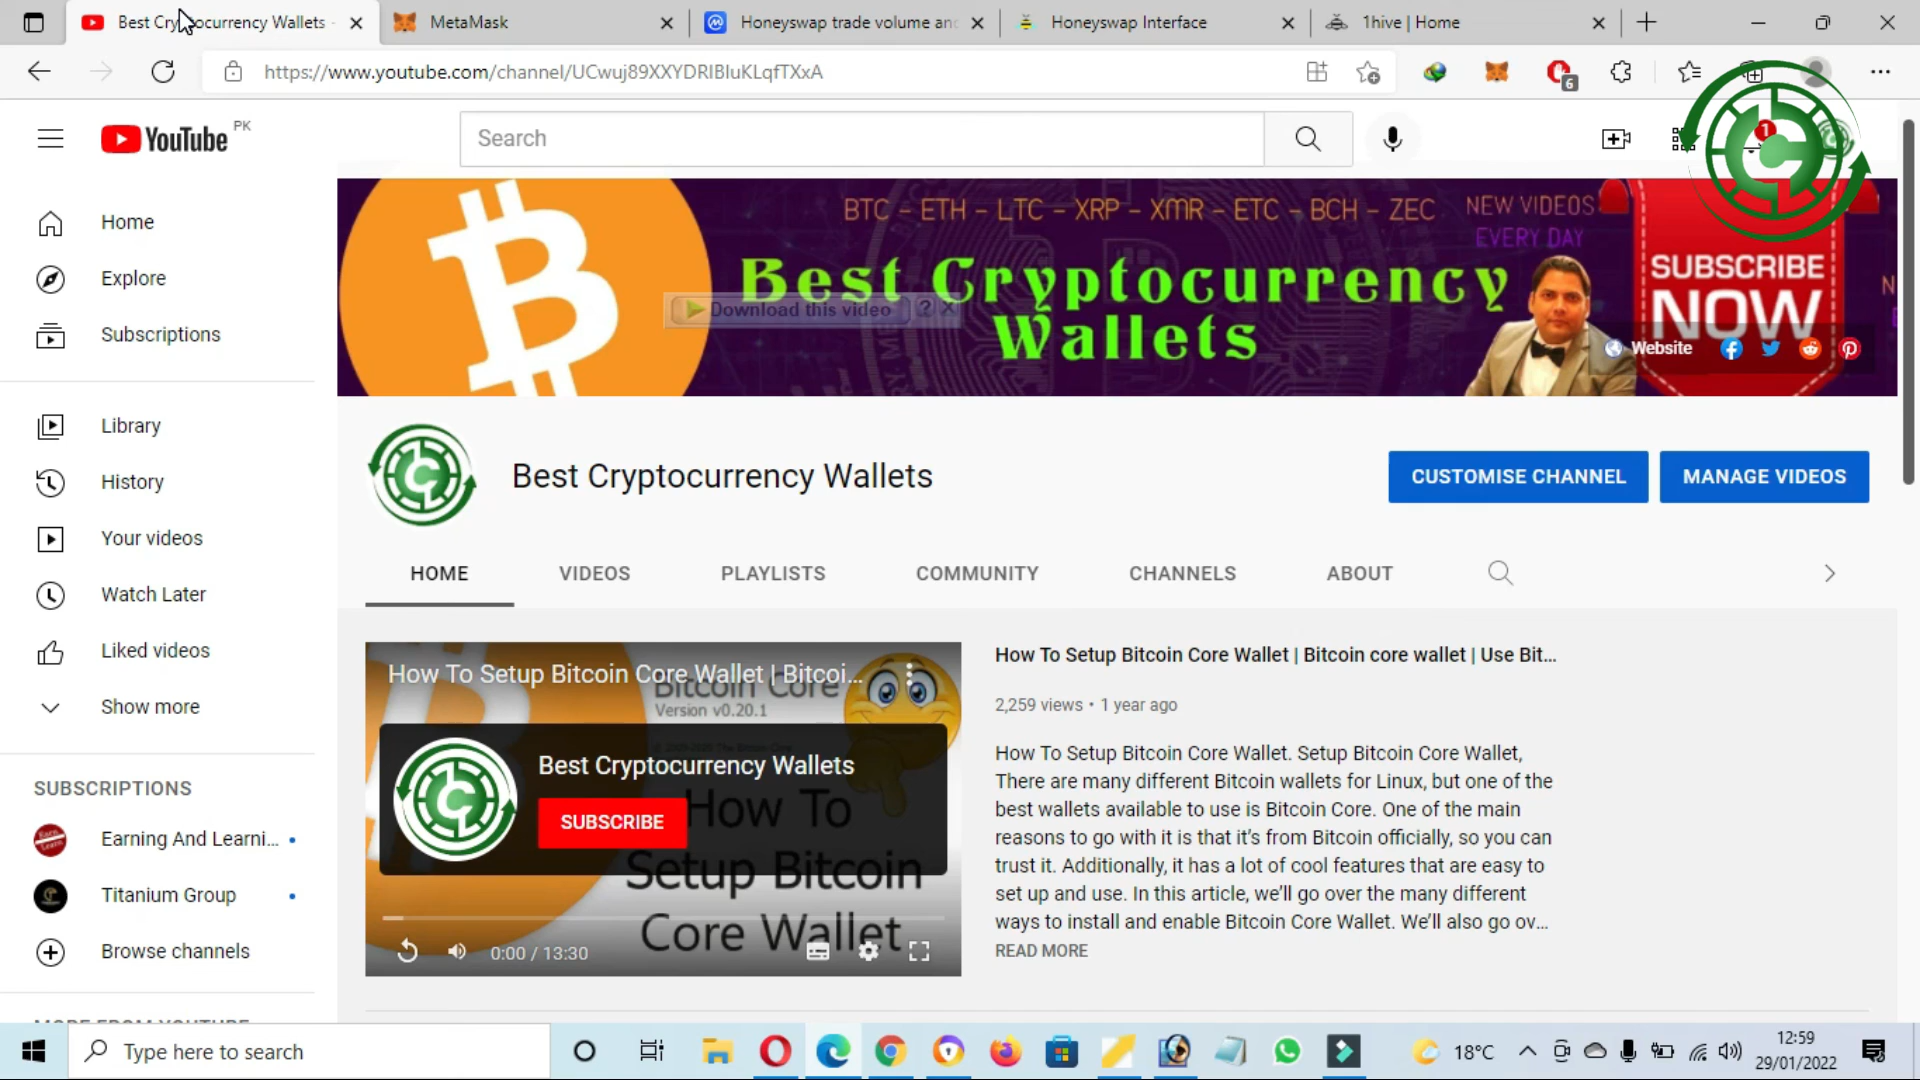 Best Cryptocurrency Wallets -
MetaMask
Honeyswap trade volume and
Honeyswap Interface
1hive | Home
https://www.youtube.com/channel/UCwuj89XXYDRIBIuKLqfTXxA
6
YouTube PK
Search
1
BTC - ETH - LTC - XRP - XMR - ETC - BCH - ZEC
NEW VIDEOS
EVERY DAY
Best Cryptocurrency
Wallets
Download this video ?
SUBSCRIBE
NOW
Website
Home
Explore
Subscriptions
Library
History
Your videos
Watch Later
Liked videos
Show more
SUBSCRIPTIONS
Earning And Learni...
Titanium Group
Browse channels
MORE FROM YOUTUBE
Best Cryptocurrency Wallets
CUSTOMISE CHANNEL
MANAGE VIDEOS
HOME
VIDEOS
PLAYLISTS
COMMUNITY
CHANNELS
ABOUT
How To Setup Bitcoin Core Wallet | Bitcoi...
Bitcoin Core
Version v0.20.1
Best Cryptocurrency Wallets
SUBSCRIBE
How To
Setup Bitcoin
Core Wallet
0:00 / 13:30
How To Setup Bitcoin Core Wallet | Bitcoin core wallet | Use Bit...
2,259 views • 1 year ago
How To Setup Bitcoin Core Wallet. Setup Bitcoin Core Wallet,
There are many different Bitcoin wallets for Linux, but one of the
best wallets available to use is Bitcoin Core. One of the main
reasons to go with it is that it's from Bitcoin officially, so you can
trust it. Additionally, it has a lot of cool features that are easy to
set up and use. In this article, we'll go over the many different
ways to install and enable Bitcoin Core Wallet. We'll also go ov...
READ MORE
Type here to search
18°C
12:59
29/01/2022